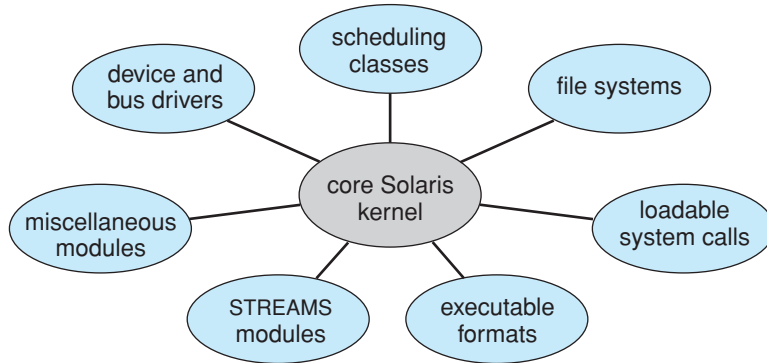 scheduling
classes
device and
bus drivers
file systems
core Solaris
kernel
miscellaneous
modules
loadable
system calls
STREAMS
modules
executable
formats